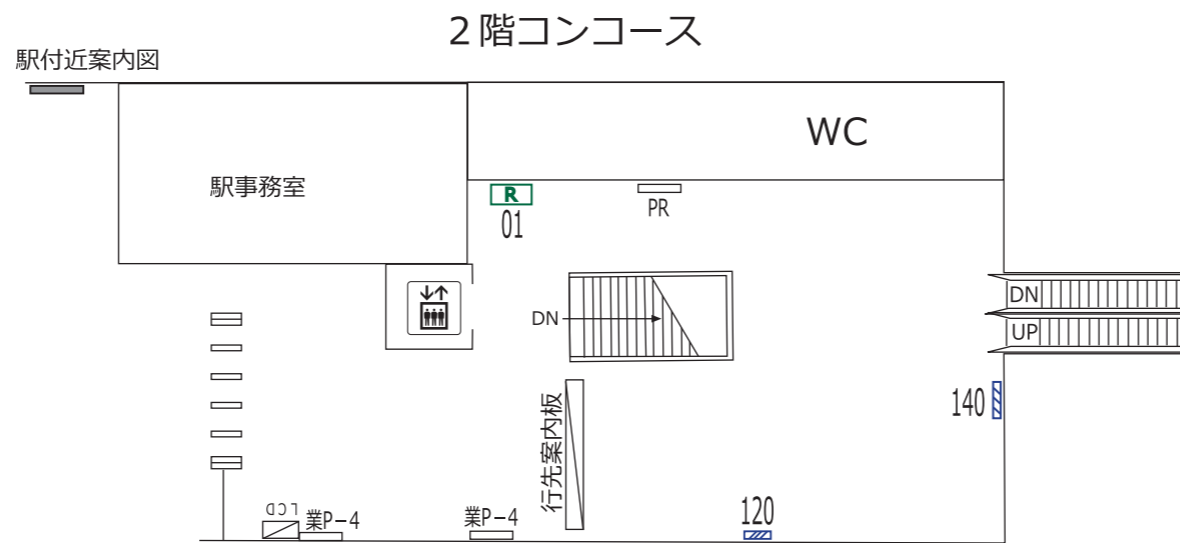 2階コンコース
駅付近案内図
WC
駅事務室
R
01
PR
DN
DN
UP
行先案内板
140
LCD
業P-4
業P-4
120